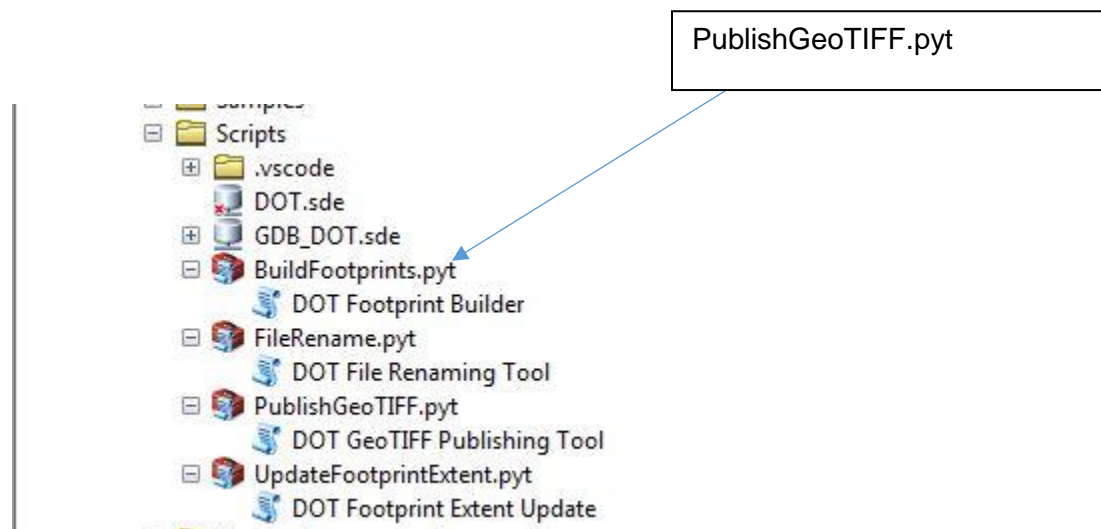 PublishGeoTIFF.pyt
Samples
Scripts
.vscode
DOT.sde
GDB_DOT.sde
BuildFootprints.pyt
DOT Footprint Builder
FileRename.pyt
DOT File Renaming Tool
PublishGeoTIFF.pyt
DOT GeoTIFF Publishing Tool
UpdateFootprintExtent.pyt
DOT Footprint Extent Update